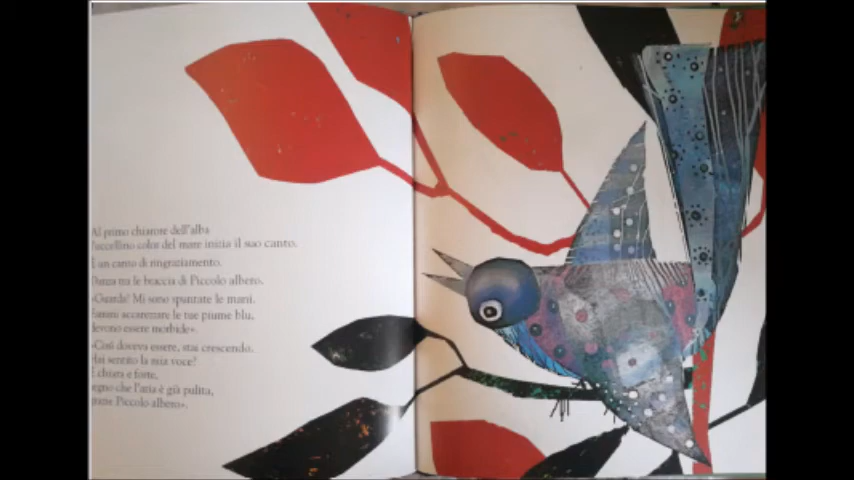 Al primo chiarore dell'alba
l'uccellino color del mare inizia il suo canto.
È un canto di ringraziamento.
Danza tra le braccia di Piccolo albero.
«Guarda! Mi sono spuntate le mani.
Fammi accarezzare le tue piume blu,
devono essere morbide».
«Così doveva essere, stai crescendo.
Hai sentito la mia voce?
È chiara e forte,
segno che l'aria è già pulita,
Piccolo albero».